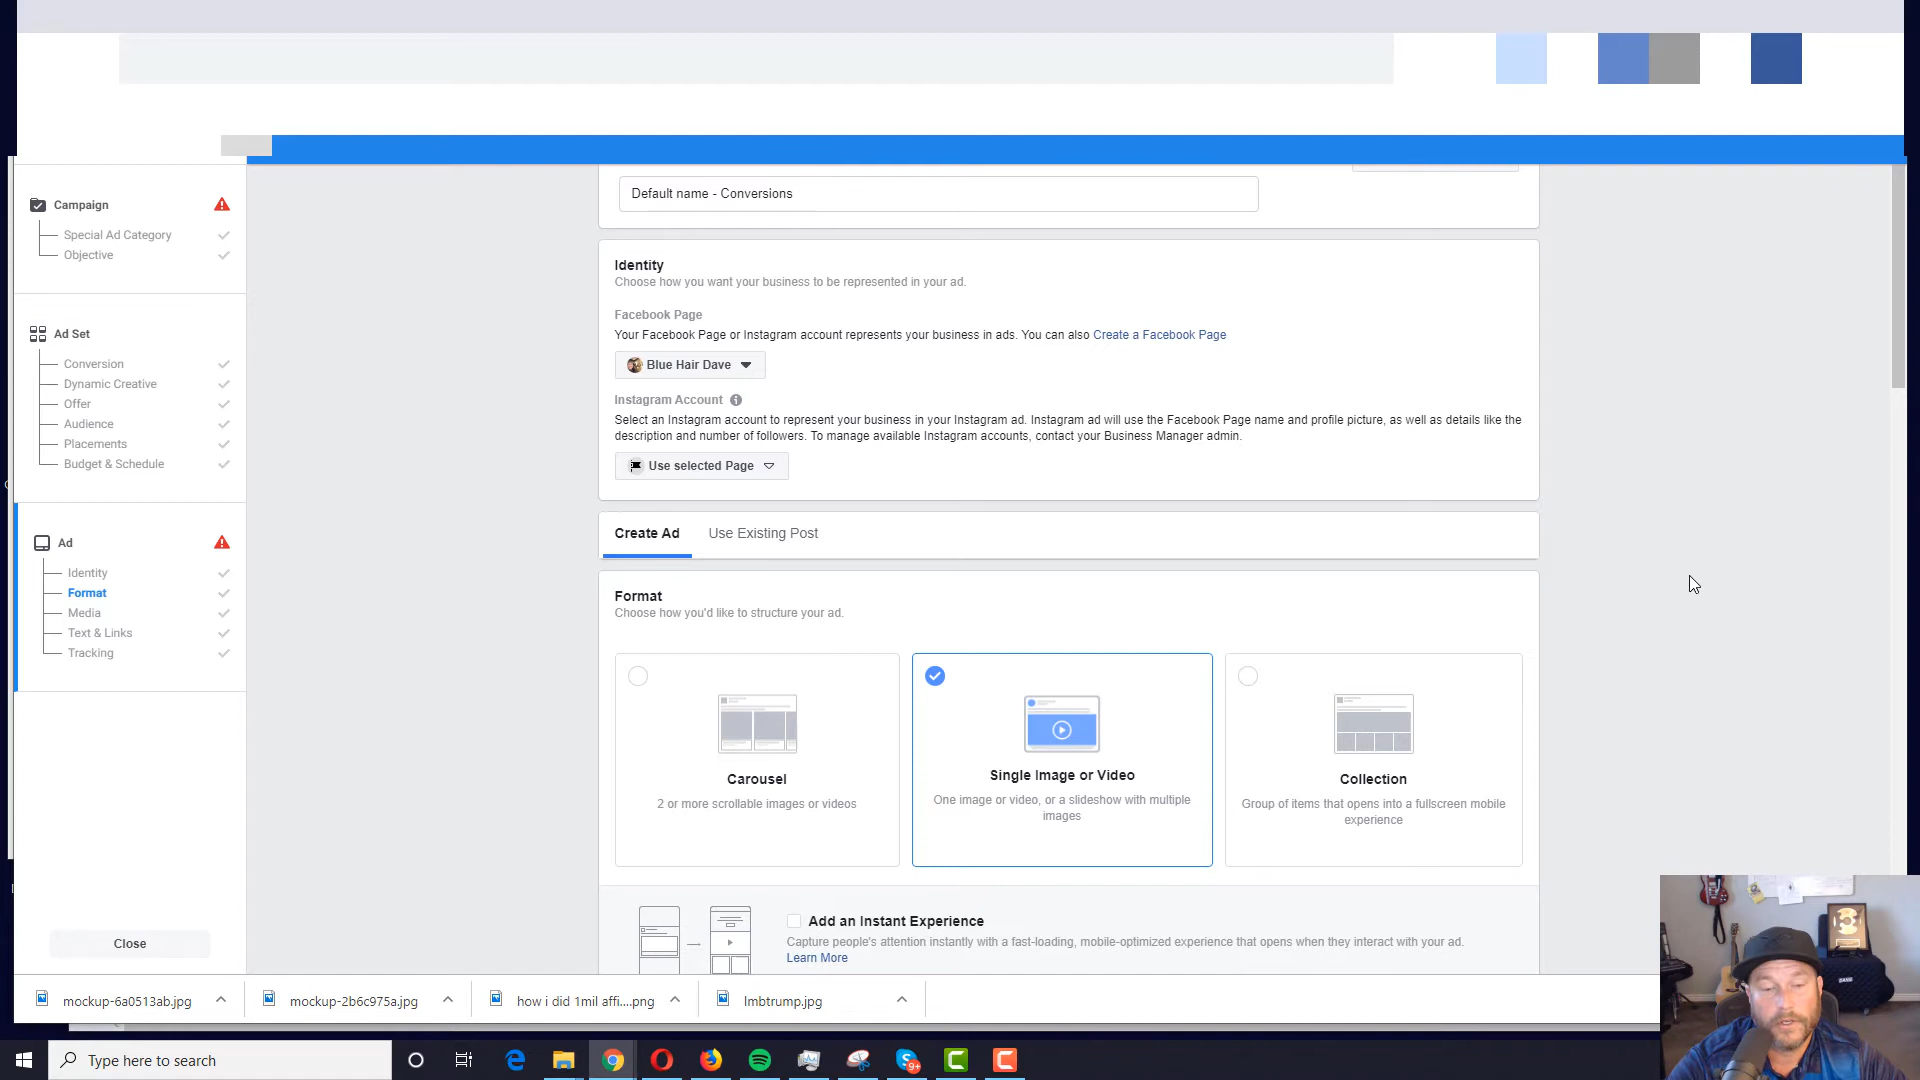 Default name - Conversions
Campaign
Special Ad Category
Objective
Ad Set
Conversion
Dynamic Creative
Offer
Audience
Placements
Budget & Schedule
Ad
Identity
Format
Media
Text & Links
Tracking
Close
Identity
Choose how you want your business to be represented in your ad.
Facebook Page
Your Facebook Page or Instagram account represents your business in ads. You can also Create a Facebook Page
Blue Hair Dave
Instagram Account
Select an Instagram account to represent your business in your Instagram ad. Instagram ad will use the Facebook Page name and profile picture, as well as details like the
description and number of followers. To manage available Instagram accounts, contact your Business Manager admin.
Use selected Page
Create Ad Use Existing Post
Format
Choose how you'd like to structure your ad.
Carousel
2 or more scrollable images or videos
Single Image or Video
One image or video, or a slideshow with multiple
images
Collection
Group of items that opens into a fullscreen mobile
experience
Add an Instant Experience
Capture people's attention instantly with a fast-loading, mobile-optimized experience that opens when they interact with your ad.
Learn More
mockup-6a0513ab.jpg mockup-2b6c975a.jpg how i did 1mil affi....png lmbtrump.jpg
Type here to search
9+